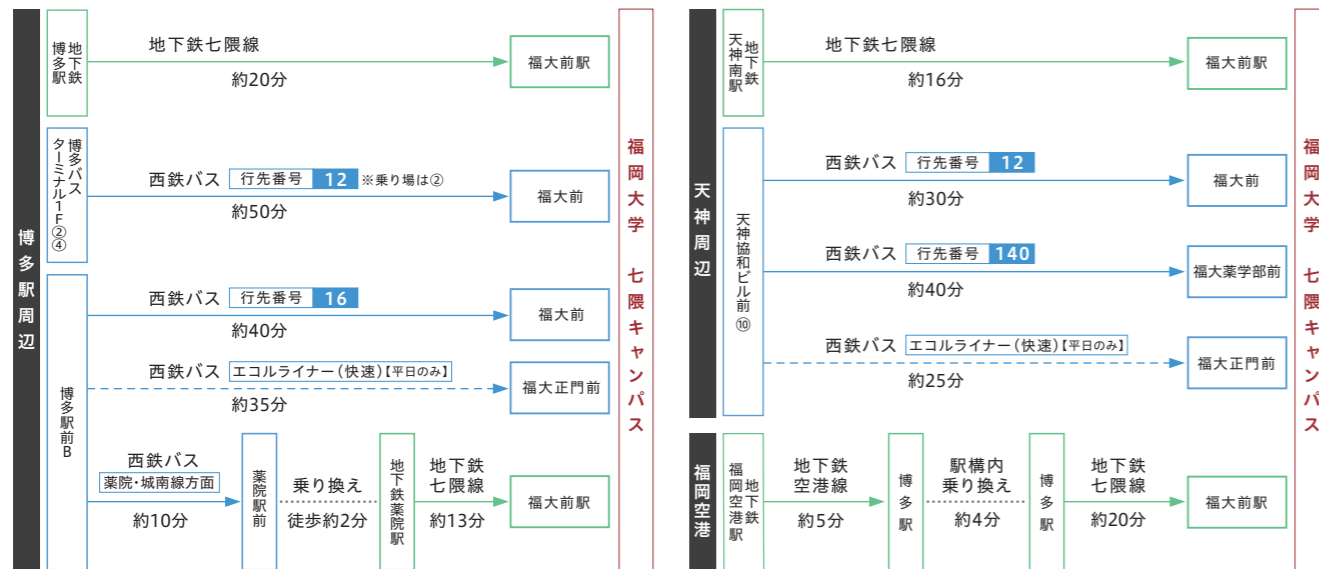 博多駅周辺
地下鉄
博多駅
地下鉄七隈線
約20分
福大前駅
博多バス
ターミナル1F②④
西鉄バス 行先番号 12 ※乗り場は②
約50分
福大前
博多駅前B
西鉄バス 行先番号 16
約40分
福大前
西鉄バス エコルライナー(快速)【平日のみ】
約35分
福大正門前
西鉄バス
薬院・城南線方面
約10分
薬院駅前
乗り換え
徒歩約2分
地下鉄薬院駅
地下鉄
七隈線
約13分
福大前駅
福岡大学 七隈キャンパス
天神周辺
地下鉄
天神南駅
地下鉄七隈線
約16分
福大前駅
天神協和ビル前⑩
西鉄バス 行先番号 12
約30分
福大前
西鉄バス 行先番号 140
約40分
福大薬学部前
西鉄バス エコルライナー(快速)【平日のみ】
約25分
福大正門前
福岡空港
地下鉄
福岡空港駅
地下鉄
空港線
約5分
博多駅
駅構内
乗り換え
約4分
博多駅
地下鉄
七隈線
約20分
福大前駅
福岡大学 七隈キャンパス